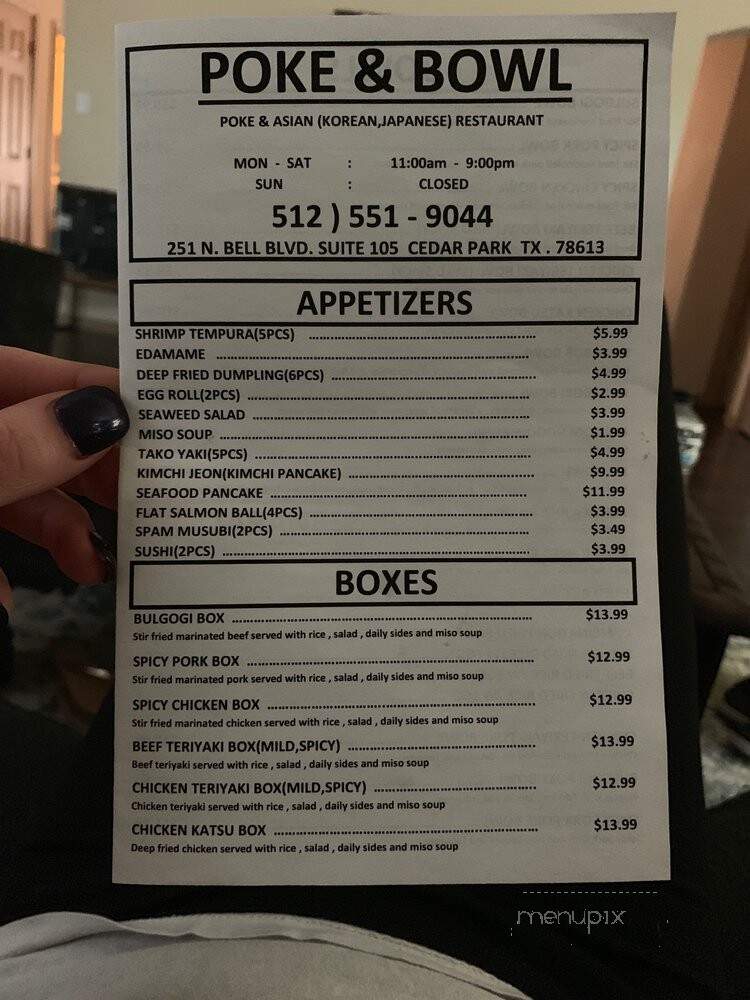 POKE & BOWL
POKE & ASIAN (KOREAN,JAPANESE) RESTAURANT
MON - SAT : 11:00am - 9:00pm
SUN : CLOSED
512 ) 551 - 9044
251 N. BELL BLVD. SUITE 105 CEDAR PARK TX . 78613
APPETIZERS
SHRIMP TEMPURA(5PCS) ........ $5.99
EDAMAME ........ $3.99
DEEP FRIED DUMPLING(6PCS) ........ $4.99
EGG ROLL(2PCS) ........ $2.99
SEAWEED SALAD ........ $3.99
MISO SOUP ........ $1.99
TAKO YAKI(5PCS) ........ $4.99
KIMCHI JEON(KIMCHI PANCAKE) ........ $9.99
SEAFOOD PANCAKE ........ $11.99
FLAT SALMON BALL(4PCS) ........ $3.99
SPAM MUSUBI(2PCS) ........ $3.49
SUSHI(2PCS) ........ $3.99
BOXES
BULGOGI BOX ........ $13.99
Stir fried marinated beef served with rice , salad , daily sides and miso soup
SPICY PORK BOX ........ $12.99
Stir fried marinated pork served with rice , salad , daily sides and miso soup
SPICY CHICKEN BOX ........ $12.99
Stir fried marinated chicken served with rice , salad , daily sides and miso soup
BEEF TERIYAKI BOX(MILD,SPICY) ........ $13.99
Beef teriyaki served with rice , salad , daily sides and miso soup
CHICKEN TERIYAKI BOX(MILD,SPICY) ........ $12.99
Chicken teriyaki served with rice , salad , daily sides and miso soup
CHICKEN KATSU BOX ........ $13.99
Deep fried chicken served with rice , salad , daily sides and miso soup
menupix